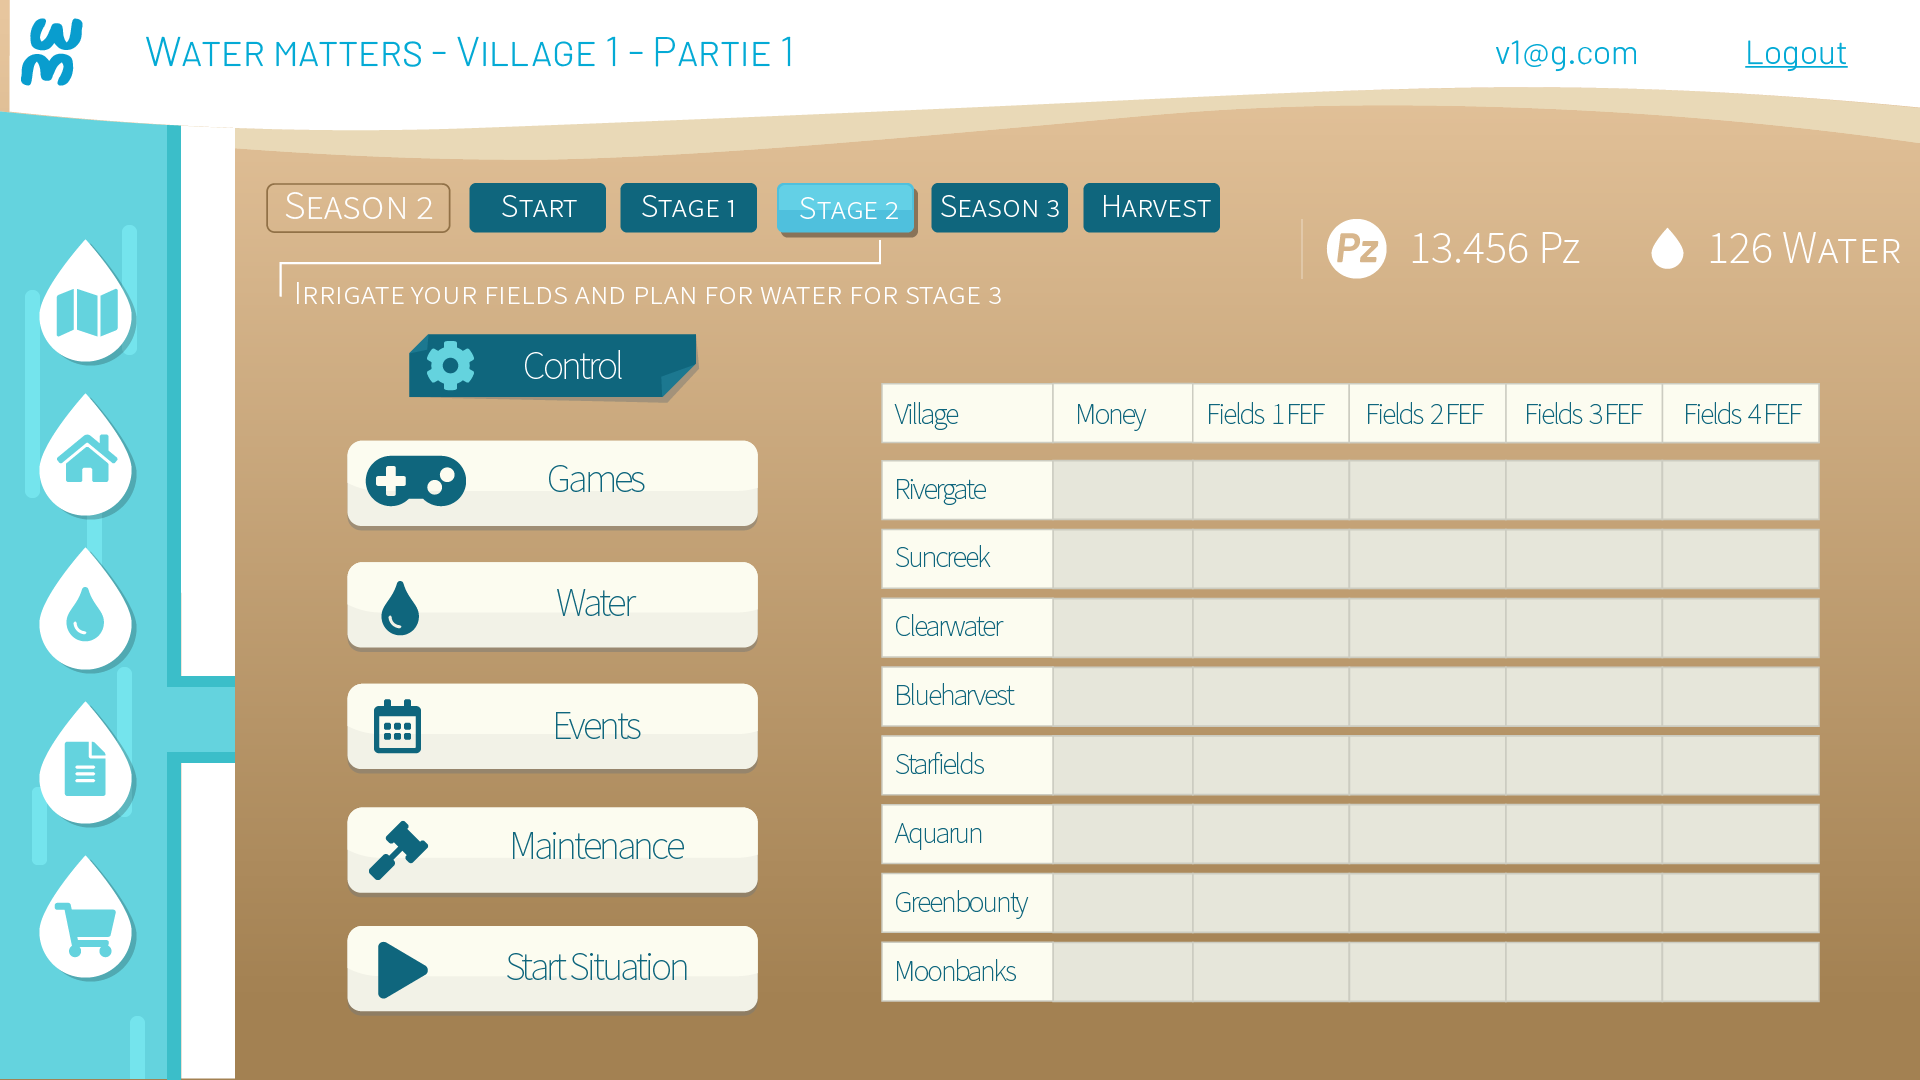 WM
WATER MATTERS - VILLAGE 1 - PARTIE 1
v1@g.com
Logout
SEASON 2
START
STAGE 1
STAGE 2
SEASON 3
HARVEST
IRRIGATE YOUR FIELDS AND PLAN FOR WATER FOR STAGE 3
Pz
13.456 Pz
126 WATER
Control
Games
Water
Events
Maintenance
Start Situation
Village Money Fields 1 FEF Fields 2 FEF Fields 3 FEF Fields 4 FEF
Rivergate
Suncreek
Clearwater
Blueharvest
Starfields
Aquarun
Greenbounty
Moonbanks